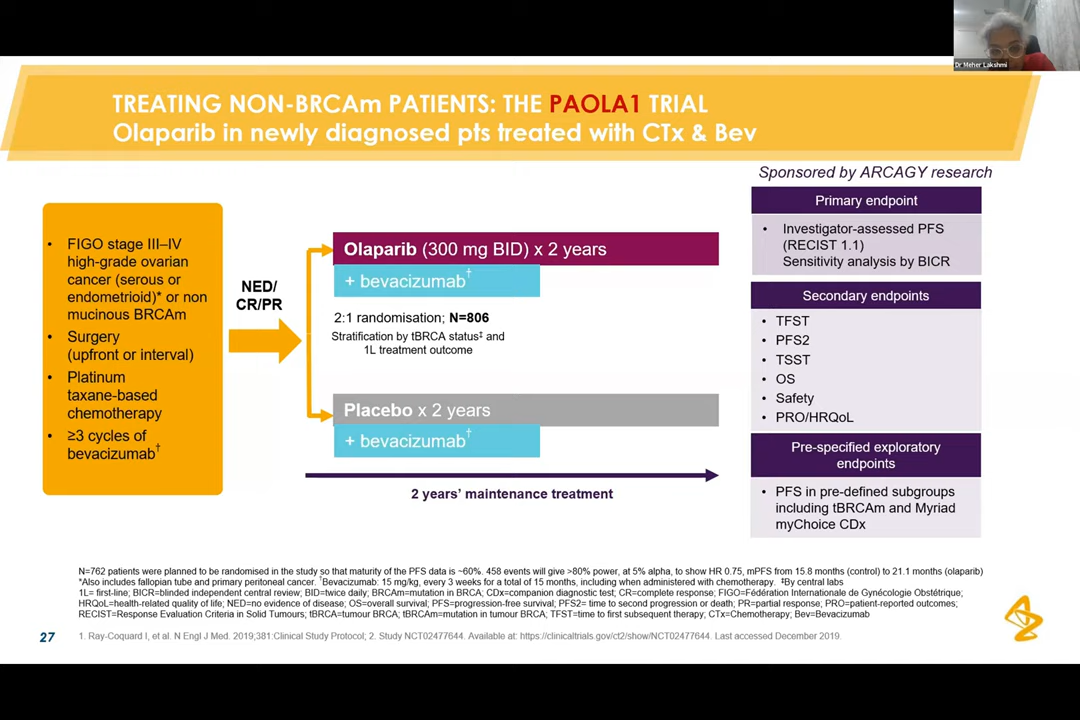 Dr Meher Lakshmi
TREATING NON-BRCAm PATIENTS: THE PAOLA1 TRIAL
Olaparib in newly diagnosed pts treated with CTx & Bev
Sponsored by ARCAGY research
• FIGO stage III–IV
high-grade ovarian
cancer (serous or
endometrioid)* or non
mucinous BRCAm
• Surgery
(upfront or interval)
• Platinum
taxane-based
chemotherapy
• ≥3 cycles of
bevacizumab†
NED/
CR/PR
Olaparib (300 mg BID) x 2 years
+ bevacizumab†
2:1 randomisation; N=806
Stratification by tBRCA status‡ and
1L treatment outcome
Placebo x 2 years
+ bevacizumab†
2 years’ maintenance treatment
Primary endpoint
• Investigator-assessed PFS
(RECIST 1.1)
Sensitivity analysis by BICR
Secondary endpoints
• TFST
• PFS2
• TSST
• OS
• Safety
• PRO/HRQoL
Pre-specified exploratory
endpoints
• PFS in pre-defined subgroups
including tBRCAm and Myriad
myChoice CDx
N=762 patients were planned to be randomised in the study so that maturity of the PFS data is ~60%. 458 events will give >80% power, at 5% alpha, to show HR 0.75, mPFS from 15.8 months (control) to 21.1 months (olaparib)
*Also includes fallopian tube and primary peritoneal cancer. †Bevacizumab: 15 mg/kg, every 3 weeks for a total of 15 months, including when administered with chemotherapy. ‡By central labs
1L= first-line; BICR=blinded independent central review; BID=twice daily; BRCAm=mutation in BRCA; CDx=companion diagnostic test; CR=complete response; FIGO=Fédération Internationale de Gynécologie Obstétrique;
HRQoL=health-related quality of life; NED=no evidence of disease; OS=overall survival; PFS=progression-free survival; PFS2= time to second progression or death; PR=partial response; PRO=patient-reported outcomes;
RECIST=Response Evaluation Criteria in Solid Tumours; tBRCA=tumour BRCA; tBRCAm=mutation in tumour BRCA; TFST=time to first subsequent therapy; CTx=Chemotherapy; Bev=Bevacizumab
27
1. Ray-Coquard I, et al. N Engl J Med. 2019;381:Clinical Study Protocol; 2. Study NCT02477644. Available at: https://clinicaltrials.gov/ct2/show/NCT02477644. Last accessed December 2019.